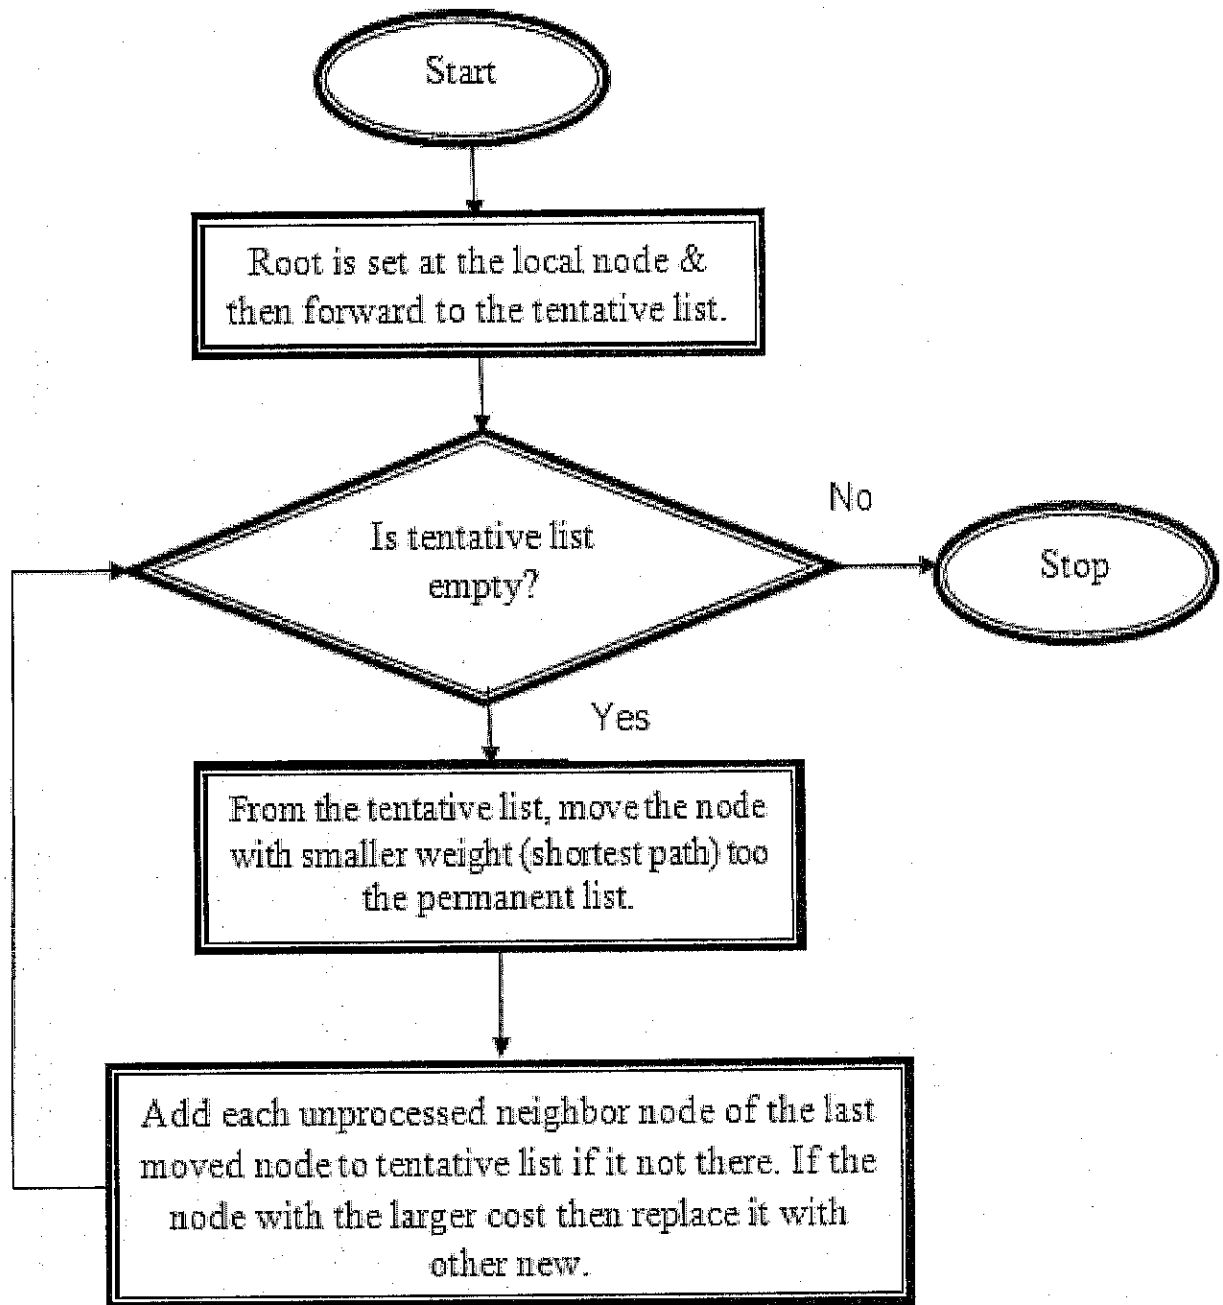 Start
Root is set at the local node &
then forward to the tentative list.
No
Is tentative list
empty?
Stop
Yes
From the tentative list, move the node
with smaller weight (shortest path) too
the permanent list.
Add each unprocessed neighbor node of the last
moved node to tentative list if it not there. If the
node with the larger cost then replace it with
other new.